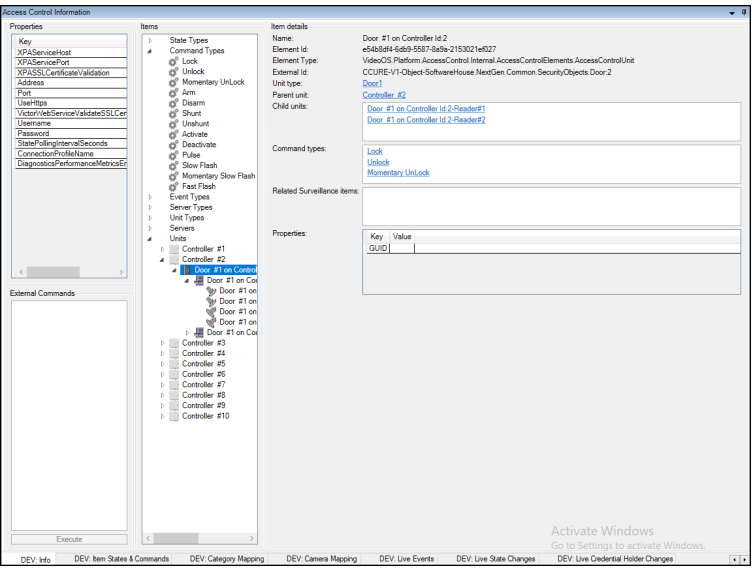 Access Control Information
Properties
Key
XPAServiceHost
XPAServicePort
XPASSLCertificateValidation
Address
Port
UseHttps
VictorWebServiceValidateSSLCer
Username
Password
StatePollingIntervalSeconds
ConnectionProfileName
DiagnosticsPerformanceMetricsEn
External Commands
Execute
Items
State Types
Command Types
Lock
Unlock
Momentary UnLock
Arm
Disarm
Shunt
Unshunt
Activate
Deactivate
Pulse
Slow Flash
Momentary Slow Flash
Fast Flash
Event Types
Server Types
Unit Types
Servers
Units
Controller #1
Controller #2
Door #1 on Control
Door #1 on Con
Door #1 on
Door #1 on
Door #1 on
Door #1 on
Door #1 on Con
Controller #3
Controller #4
Controller #5
Controller #6
Controller #7
Controller #8
Controller #9
Controller #10
Item details
Name: Door #1 on Controller Id:2
Element Id: e54b8df4-6db9-5587-8a9a-2153021ef027
Element Type: VideoOS.Platform.AccessControl.Internal.AccessControlElements.AccessControlUnit
External Id: CCURE-V1-Object-SoftwareHouse.NextGen.Common.SecurityObjects.Door:2
Unit type: Door1
Parent unit: Controller #2
Child units: Door #1 on Controller Id:2-Reader#1
Door #1 on Controller Id:2-Reader#2
Command types: Lock
Unlock
Momentary UnLock
Related Surveillance items:
Properties: Key Value
GUID
Activate Windows
Go to Settings to activate Windows.
DEV: Info DEV: Item States & Commands DEV: Category Mapping DEV: Camera Mapping DEV: Live Events DEV: Live State Changes DEV: Live Credential Holder Changes